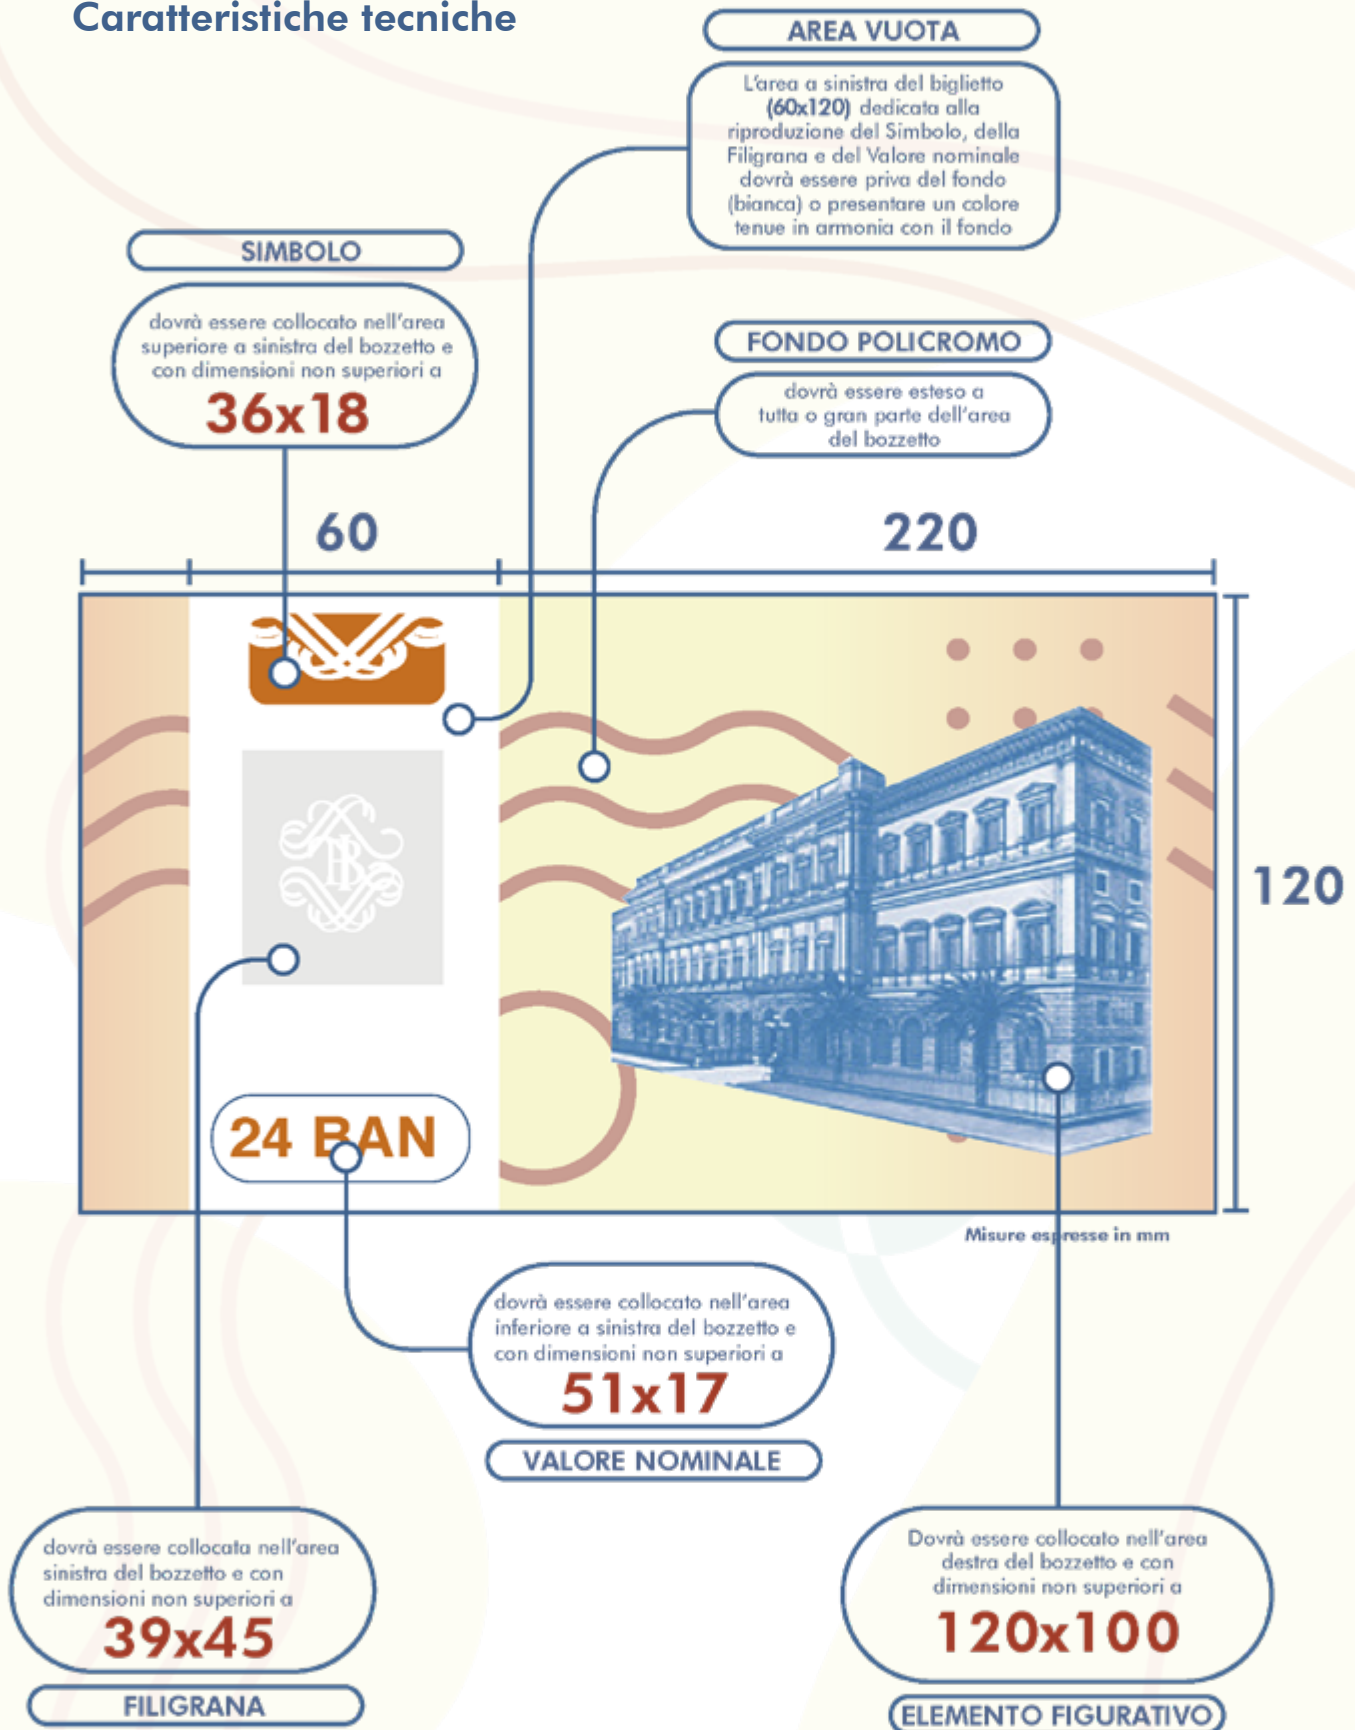 Caratteristiche tecniche
AREA VUOTA
L'area a sinistra del biglietto
(60x120) dedicata alla
riproduzione del Simbolo, della
Filigrana e del Valore nominale
dovrà essere priva del fondo
(bianca) o presentare un colore
tenue in armonia con il fondo
SIMBOLO
dovrà essere collocato nell'area
superiore a sinistra del bozzetto e
con dimensioni non superiori a
36x18
FONDO POLICROMO
dovrà essere esteso a
tutta o gran parte dell'area
del bozzetto
60
220
120
24 BAN
Misure espresse in mm
dovrà essere collocato nell'area
inferiore a sinistra del bozzetto e
con dimensioni non superiori a
51x17
VALORE NOMINALE
dovrà essere collocata nell'area
sinistra del bozzetto e con
dimensioni non superiori a
39x45
FILIGRANA
Dovrà essere collocato nell'area
destra del bozzetto e con
dimensioni non superiori a
120x100
ELEMENTO FIGURATIVO